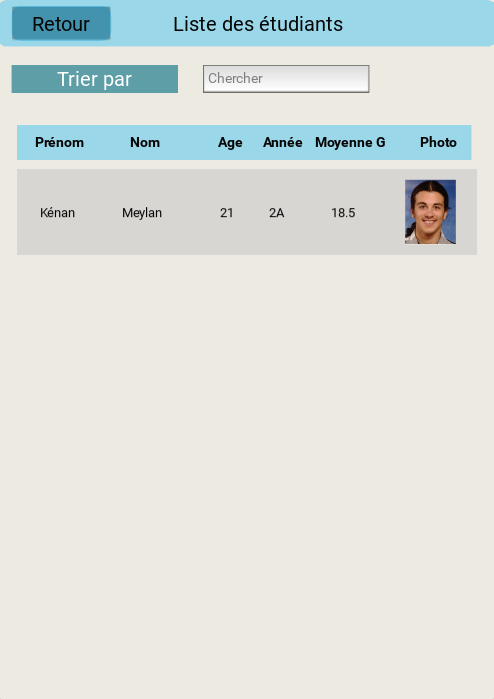 Retour Liste des étudiants
Trier par Chercher
Prénom Nom Age Année Moyenne G Photo
Kénan Meylan 21 2A 18.5